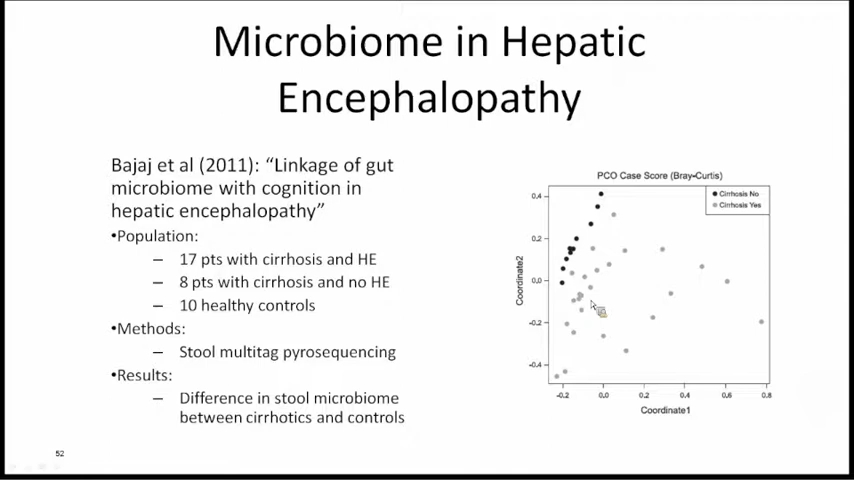 Microbiome in Hepatic
Encephalopathy
Bajaj et al (2011): “Linkage of gut
microbiome with cognition in
hepatic encephalopathy”
•Population:
– 17 pts with cirrhosis and HE
– 8 pts with cirrhosis and no HE
– 10 healthy controls
•Methods:
– Stool multitag pyrosequencing
•Results:
– Difference in stool microbiome
between cirrhotics and controls
PCO Case Score (Bray-Curtis)
Cirrhosis No
Cirrhosis Yes
Coordinate2
0.4
0.2
0.0
-0.2
-0.4
-0.2 0.0 0.2 0.4 0.6 0.8
Coordinate1
52